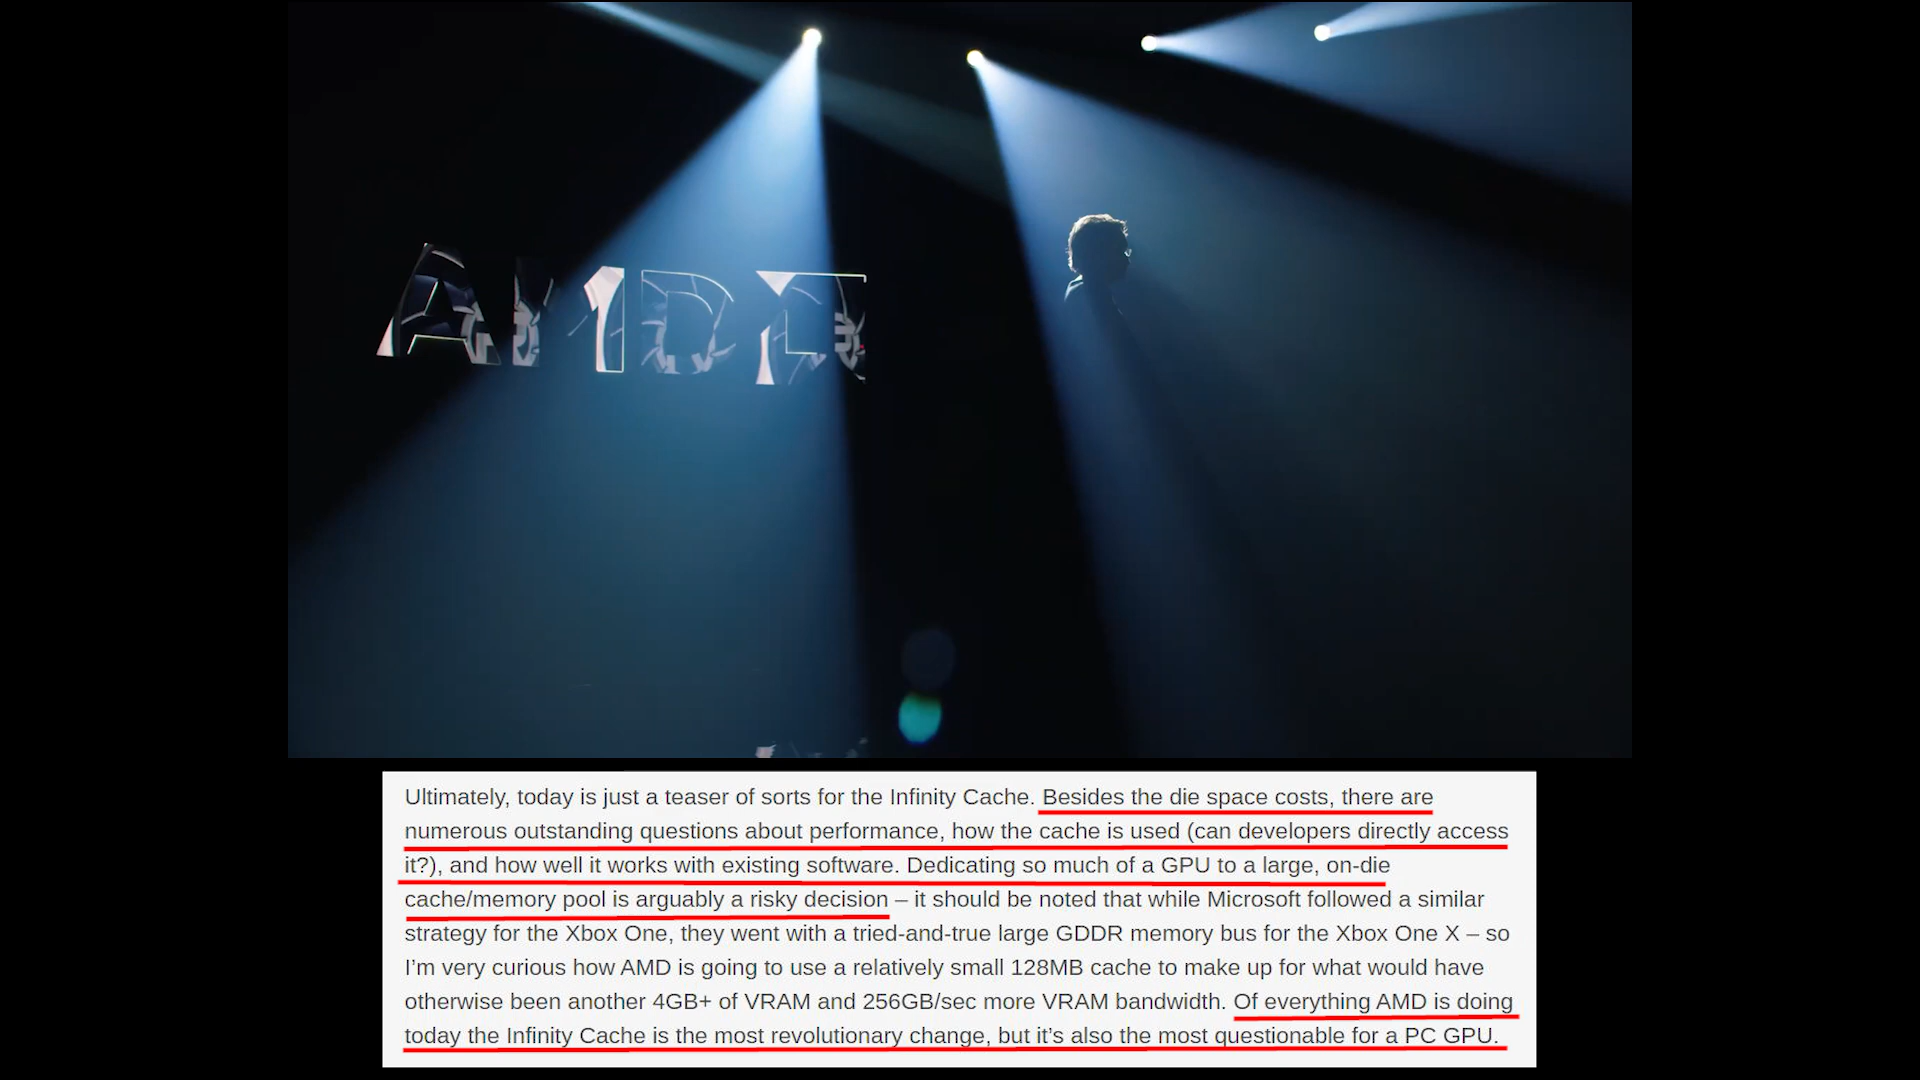 AMD
Ultimately, today is just a teaser of sorts for the Infinity Cache. Besides the die space costs, there are
numerous outstanding questions about performance, how the cache is used (can developers directly access
it?), and how well it works with existing software. Dedicating so much of a GPU to a large, on-die
cache/memory pool is arguably a risky decision – it should be noted that while Microsoft followed a similar
strategy for the Xbox One, they went with a tried-and-true large GDDR memory bus for the Xbox One X – so
I’m very curious how AMD is going to use a relatively small 128MB cache to make up for what would have
otherwise been another 4GB+ of VRAM and 256GB/sec more VRAM bandwidth. Of everything AMD is doing
today the Infinity Cache is the most revolutionary change, but it’s also the most questionable for a PC GPU.